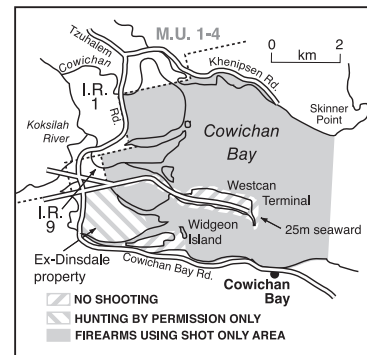 M.U. 1-4
Tzuhalem
Rd.
Cowichan
I.R.
1
Khenipsen Rd.
0 2
km
Skinner
Point
Koksilah
River
Cowichan
Bay
Westcan
Terminal
25m seaward
I.R.
9
Widgeon
Island
Ex-Dinsdale
property
Cowichan Bay Rd.
Cowichan
Bay
NO SHOOTING
HUNTING BY PERMISSION ONLY
FIREARMS USING SHOT ONLY AREA